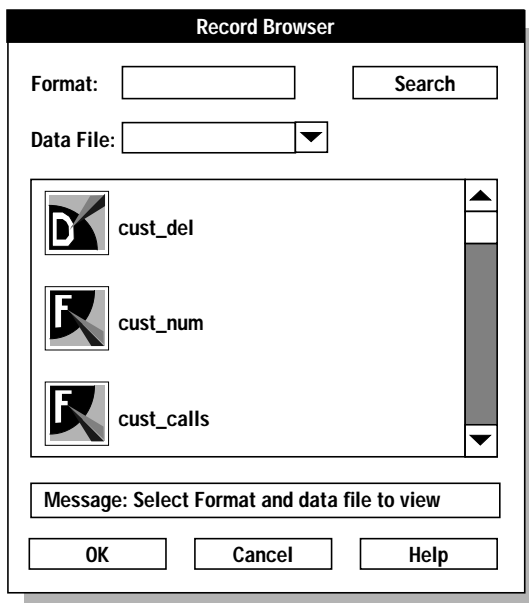 Record Browser
Format:
Search
Data File:
D
cust_del
F
cust_num
F
cust_calls
Message: Select Format and data file to view
OK Cancel Help